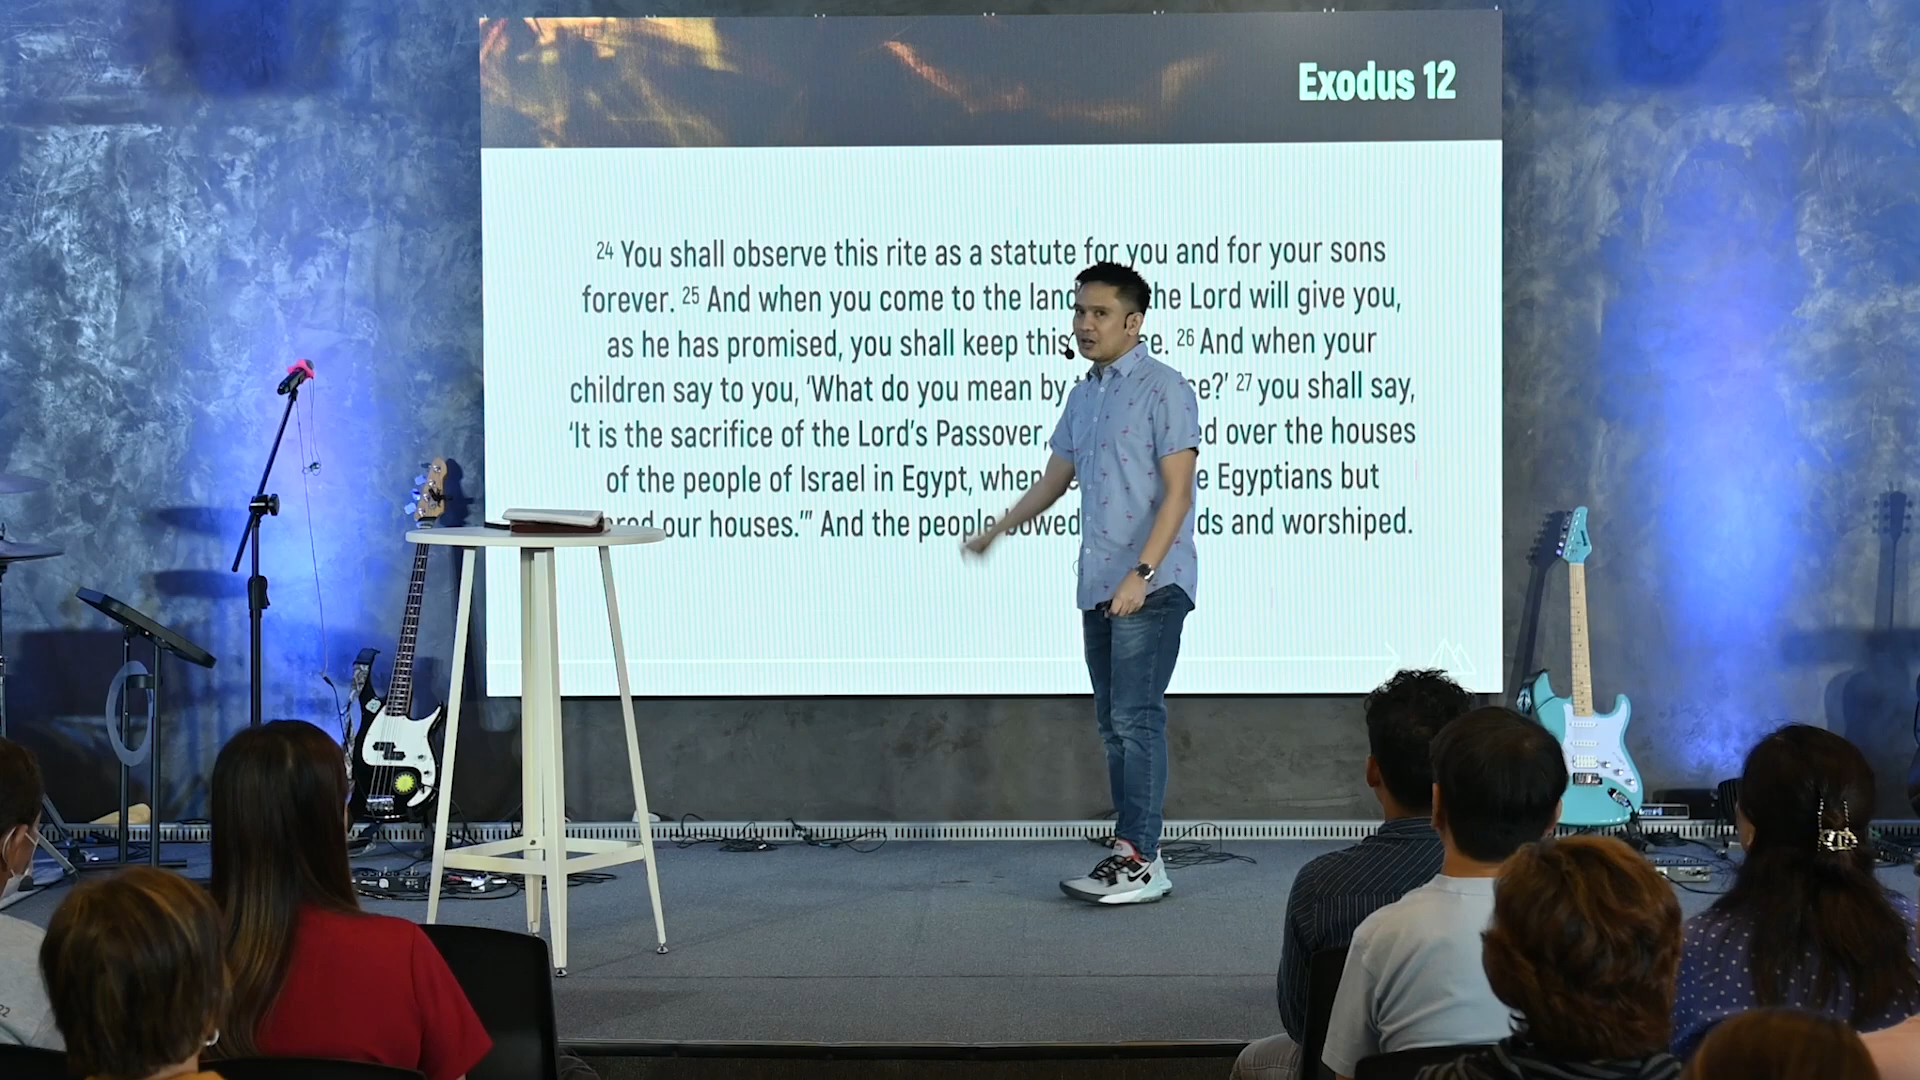 Exodus 12
24 You shall observe this rite as a statute for you and for your sons
forever. 25 And when you come to the land the Lord will give you,
as he has promised, you shall keep this 26 And when your
children say to you, ‘What do you mean by 27 you shall say,
‘It is the sacrifice of the Lord’s Passover, over the houses
of the people of Israel in Egypt, when Egyptians but
our houses.’” And the people bowed and worshiped.